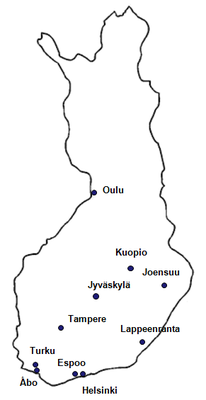 Oulu
Kuopio
Joensuu
Jyväskylä
Tampere
Lappeenranta
Turku
Espoo
Åbo
Helsinki